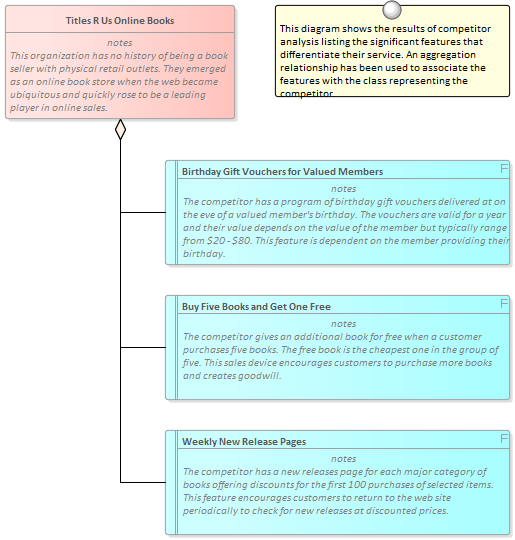 Titles R Us Online Books
notes
This organization has no history of being a book
seller with physical retail outlets. They emerged
as an online book store when the web became
ubiquitous and quickly rose to be a leading
player in online sales.
This diagram shows the results of competitor
analysis listing the significant features that
differentiate their service. An aggregation
relationship has been used to associate the
features with the class representing the
competitor.
Birthday Gift Vouchers for Valued Members
F
notes
The competitor has a program of birthday gift vouchers delivered at on
the eve of a valued member's birthday. The vouchers are valid for a year
and their value depends on the value of the member but typically range
from $20 - $80. This feature is dependent on the member providing their
birthday.
Buy Five Books and Get One Free
F
notes
The competitor gives an additional book for free when a customer
purchases five books. The free book is the cheapest one in the group of
five. This sales device encourages customers to purchase more books
and creates goodwill.
Weekly New Release Pages
F
notes
The competitor has a new releases page for each major category of
books offering discounts for the first 100 purchases of selected items.
This feature encourages customers to return to the web site
periodically to check for new releases at discounted prices.